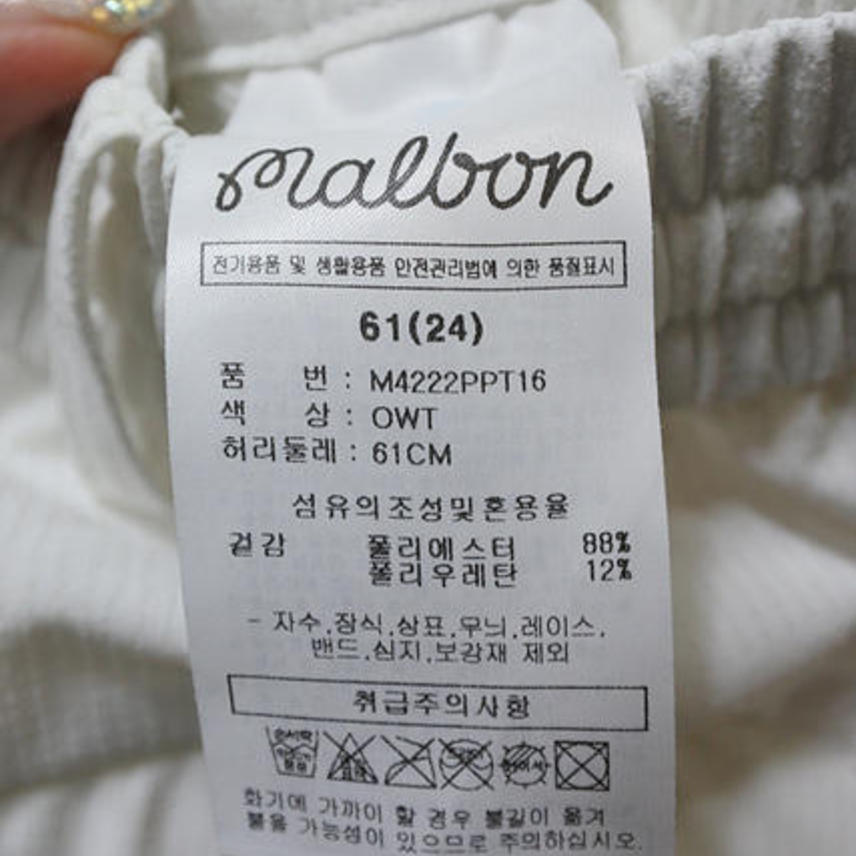 malbon
전기용품 및 생활용품 안전관리법에 의한 품질표시
61(24)
품 번 : M4222PPT16
색 상 : OWT
허리둘레 : 61CM
섬유의조성및혼용율
겉감 폴리에스터 88%
폴리우레탄 12%
- 자수.장식.상표.무늬.레이스.
밴드.심지.보강재 제외
취급주의사항
손세탁
화기에 가까이 할 경우 불길이 옮겨
붙을 가능성이 있으므로 주의하십시오.